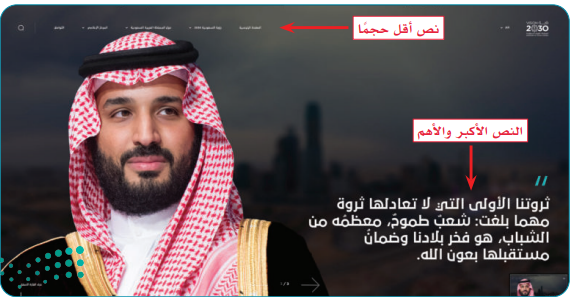 نص أقل حجمًا
2030
النص الأكبر والأهم
ثروتنا الأولى التي لا تعادلها ثروة
مهما بلغت: شعبٌ طموحٌ، معظمُه من
الشباب، هو فخر بلادنا وضمانُ
مستقبلها بعون الله.